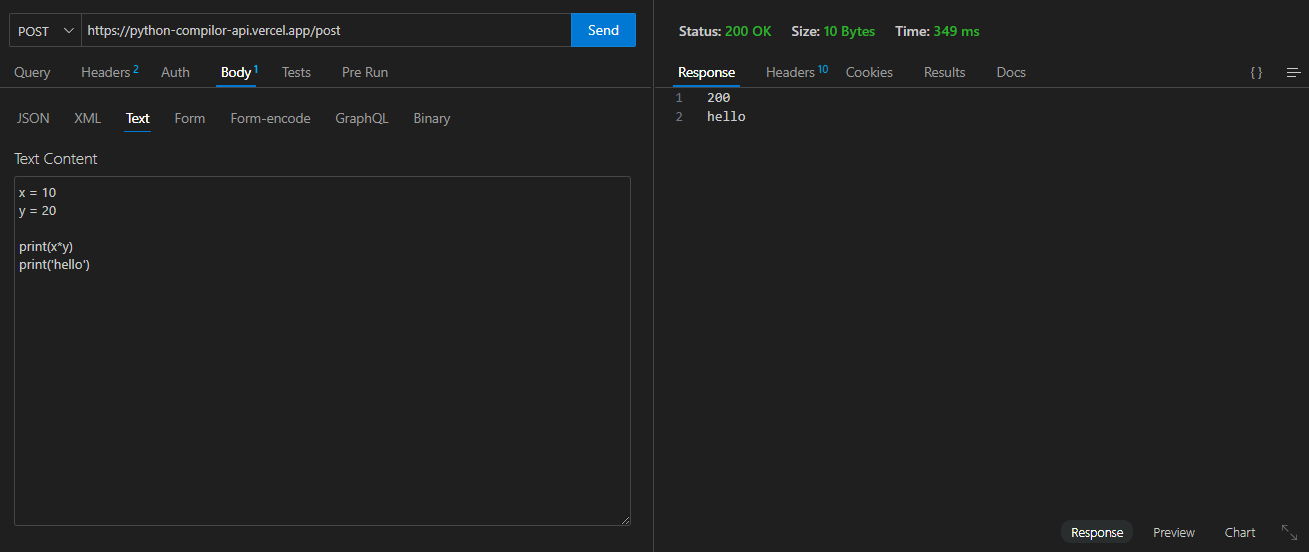 POST https://python-compilor-api.vercel.app/post Send
Query Headers 2 Auth Body 1 Tests Pre Run
JSON XML Text Form Form-encode GraphQL Binary
Text Content
x = 10
y = 20
print(x*y)
print('hello')
Status: 200 OK Size: 10 Bytes Time: 349 ms
Response Headers 10 Cookies Results Docs { }
1 200
2 hello
Response Preview Chart